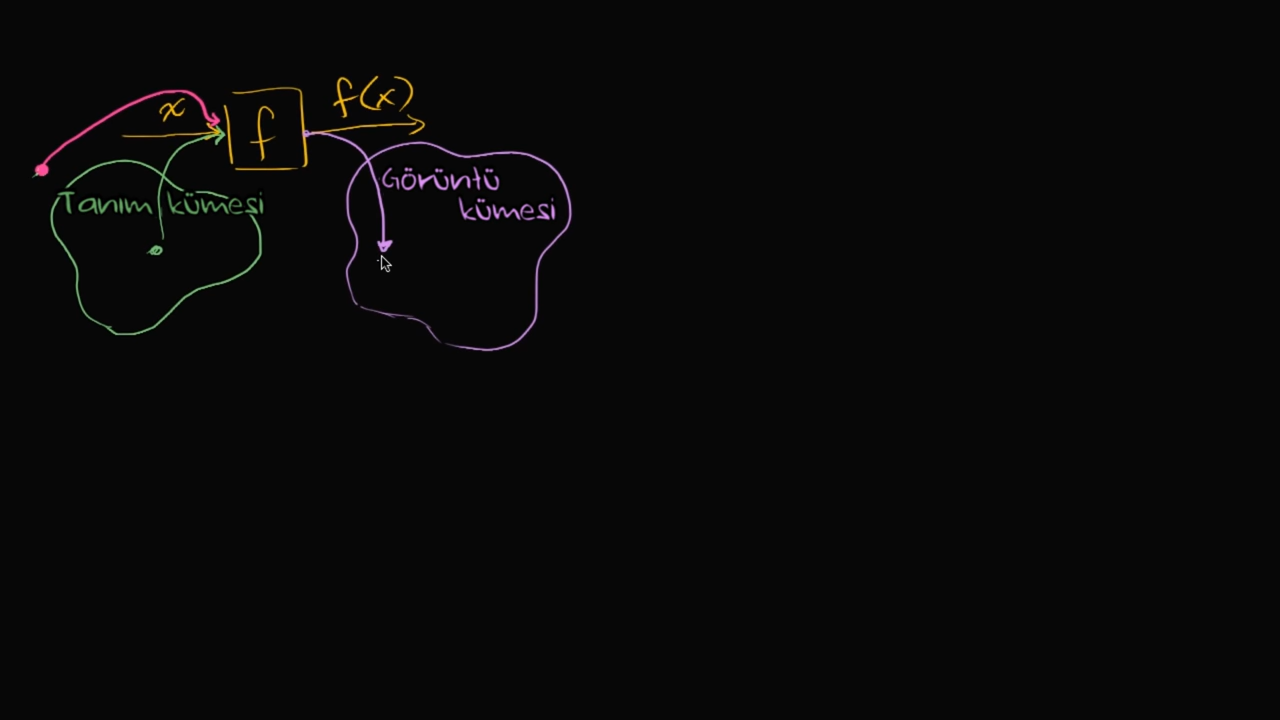 x
f
f(x)
Tanım kümesi
Görüntü
kümesi